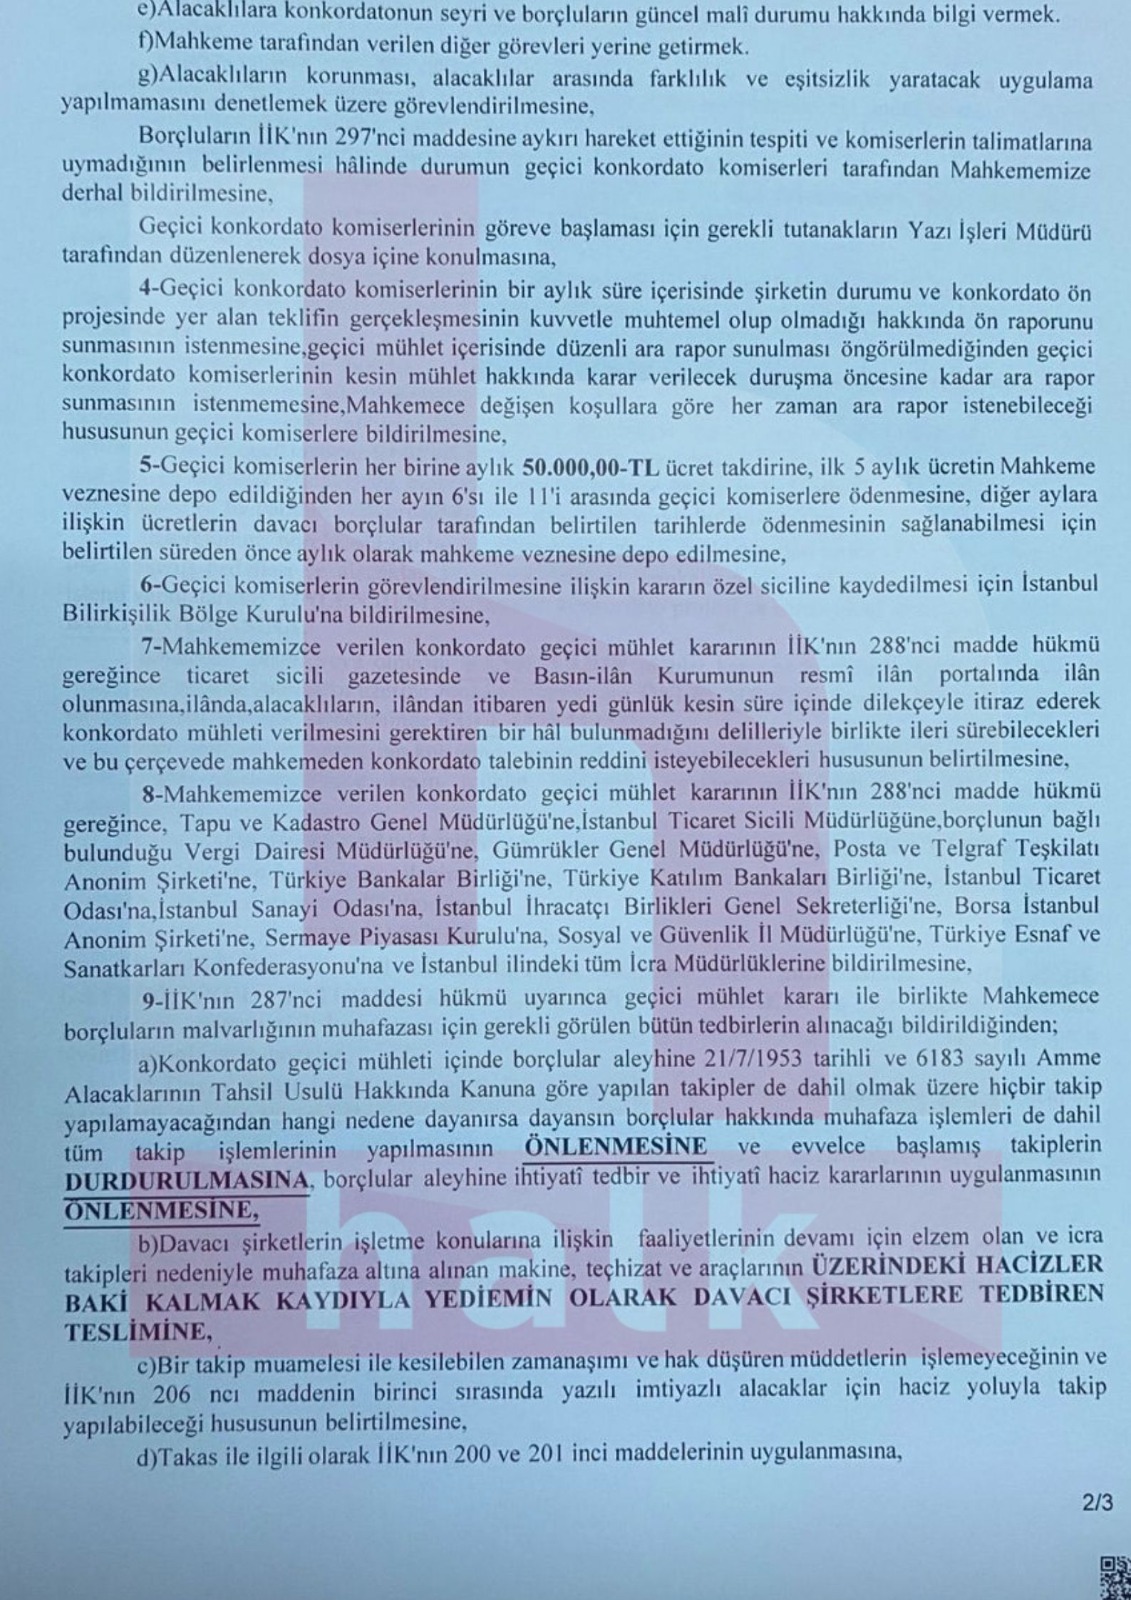 e)Alacaklılara konkordatonun seyri ve borçluların güncel malî durumu hakkında bilgi vermek.
f)Mahkeme tarafından verilen diğer görevleri yerine getirmek.
g)Alacaklıların korunması, alacaklılar arasında farklılık ve eşitsizlik yaratacak uygulama
yapılmamasını denetlemek üzere görevlendirilmesine,
Borçluların İİK'nın 297'nci maddesine aykırı hareket ettiğinin tespiti ve komiserlerin talimatlarına
uymadığının belirlenmesi hâlinde durumun geçici konkordato komiserleri tarafından Mahkememize
derhal bildirilmesine,
Geçici konkordato komiserlerinin göreve başlaması için gerekli tutanakların Yazı İşleri Müdürü
tarafından düzenlenerek dosya içine konulmasına,
4-Geçici konkordato komiserlerinin bir aylık süre içerisinde şirketin durumu ve konkordato ön
projesinde yer alan teklifin gerçekleşmesinin kuvvetle muhtemel olup olmadığı hakkında ön raporunu
sunmasının istenmesine,geçici mühlet içerisinde düzenli ara rapor sunulması öngörülmediğinden geçici
konkordato komiserlerinin kesin mühlet hakkında karar verilecek duruşma öncesine kadar ara rapor
sunmasının istenmemesine,Mahkemece değişen koşullara göre her zaman ara rapor istenebileceği
hususunun geçici komiserlere bildirilmesine,
5-Geçici komiserlerin her birine aylık 50.000,00-TL ücret takdirine, ilk 5 aylık ücretin Mahkeme
veznesine depo edildiğinden her ayın 6'sı ile 11'i arasında geçici komiserlere ödenmesine, diğer aylara
ilişkin ücretlerin davacı borçlular tarafından belirtilen tarihlerde ödenmesinin sağlanabilmesi için
belirtilen süreden önce aylık olarak mahkeme veznesine depo edilmesine,
6-Geçici komiserlerin görevlendirilmesine ilişkin kararın özel siciline kaydedilmesi için İstanbul
Bilirkişilik Bölge Kurulu'na bildirilmesine,
7-Mahkememizce verilen konkordato geçici mühlet kararının İİK'nın 288'nci madde hükmü
gereğince ticaret sicili gazetesinde ve Basın-ilân Kurumunun resmî ilân portalında ilân
olunmasına,ilânda,alacaklıların, ilândan itibaren yedi günlük kesin süre içinde dilekçeyle itiraz ederek
konkordato mühleti verilmesini gerektiren bir hâl bulunmadığını delilleriyle birlikte ileri sürebilecekleri
ve bu çerçevede mahkemeden konkordato talebinin reddini isteyebilecekleri hususunun belirtilmesine,
8-Mahkememizce verilen konkordato geçici mühlet kararının İİK'nın 288'nci madde hükmü
gereğince, Tapu ve Kadastro Genel Müdürlüğü'ne,İstanbul Ticaret Sicili Müdürlüğüne,borçlunun bağlı
bulunduğu Vergi Dairesi Müdürlüğü'ne, Gümrükler Genel Müdürlüğü'ne, Posta ve Telgraf Teşkilatı
Anonim Şirketi'ne, Türkiye Bankalar Birliği'ne, Türkiye Katılım Bankaları Birliği'ne, İstanbul Ticaret
Odası'na,İstanbul Sanayi Odası'na, İstanbul İhracatçı Birlikleri Genel Sekreterliği'ne, Borsa İstanbul
Anonim Şirketi'ne, Sermaye Piyasası Kurulu'na, Sosyal ve Güvenlik İl Müdürlüğü'ne, Türkiye Esnaf ve
Sanatkarları Konfederasyonu'na ve İstanbul ilindeki tüm İcra Müdürlüklerine bildirilmesine,
9-İİK'nın 287'nci maddesi hükmü uyarınca geçici mühlet kararı ile birlikte Mahkemece
borçluların malvarlığının muhafazası için gerekli görülen bütün tedbirlerin alınacağı bildirildiğinden;
a)Konkordato geçici mühleti içinde borçlular aleyhine 21/7/1953 tarihli ve 6183 sayılı Amme
Alacaklarının Tahsil Usulü Hakkında Kanuna göre yapılan takipler de dahil olmak üzere hiçbir takip
yapılamayacağından hangi nedene dayanırsa dayansın borçlular hakkında muhafaza işlemleri de dahil
tüm takip işlemlerinin yapılmasının ÖNLENMESİNE ve evvelce başlamış takiplerin
DURDURULMASINA, borçlular aleyhine ihtiyatî tedbir ve ihtiyatî haciz kararlarının uygulanmasının
ÖNLENMESİNE,
b)Davacı şirketlerin işletme konularına ilişkin faaliyetlerinin devamı için elzem olan ve icra
takipleri nedeniyle muhafaza altına alınan makine, teçhizat ve araçlarının ÜZERİNDEKİ HACİZLER
BAKİ KALMAK KAYDIYLA YEDİEMİN OLARAK DAVACI ŞİRKETLERE TEDBİREN
TESLİMİNE,
halk
c)Bir takip muamelesi ile kesilebilen zamanaşımı ve hak düşüren müddetlerin işlemeyeceğinin ve
İİK'nın 206 ncı maddenin birinci sırasında yazılı imtiyazlı alacaklar için haciz yoluyla takip
yapılabileceği hususunun belirtilmesine,
d)Takas ile ilgili olarak İİK'nın 200 ve 201 inci maddelerinin uygulanmasına,
2/3